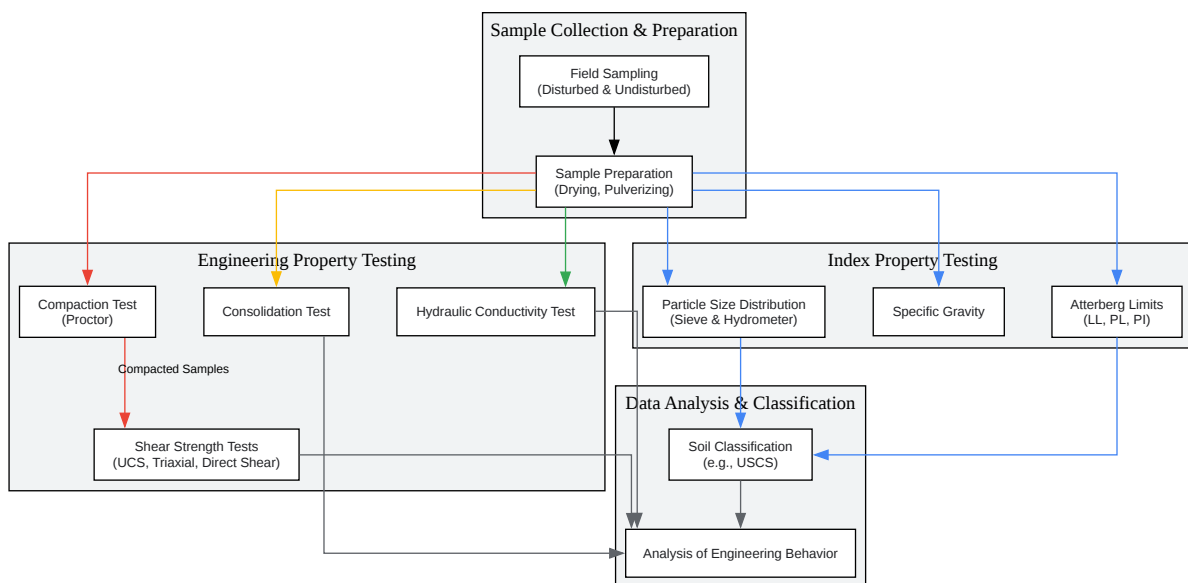 Sample Collection & Preparation
Field Sampling
(Disturbed & Undisturbed)
Sample Preparation
(Drying, Pulverizing)
Engineering Property Testing
Index Property Testing
Compaction Test
(Proctor)
Consolidation Test
Hydraulic Conductivity Test
Particle Size Distribution
(Sieve & Hydrometer)
Specific Gravity
Atterberg Limits
(LL, PL, PI)
Compacted Samples
Data Analysis & Classification
Shear Strength Tests
(UCS, Triaxial, Direct Shear)
Soil Classification
(e.g., USCS)
Analysis of Engineering Behavior